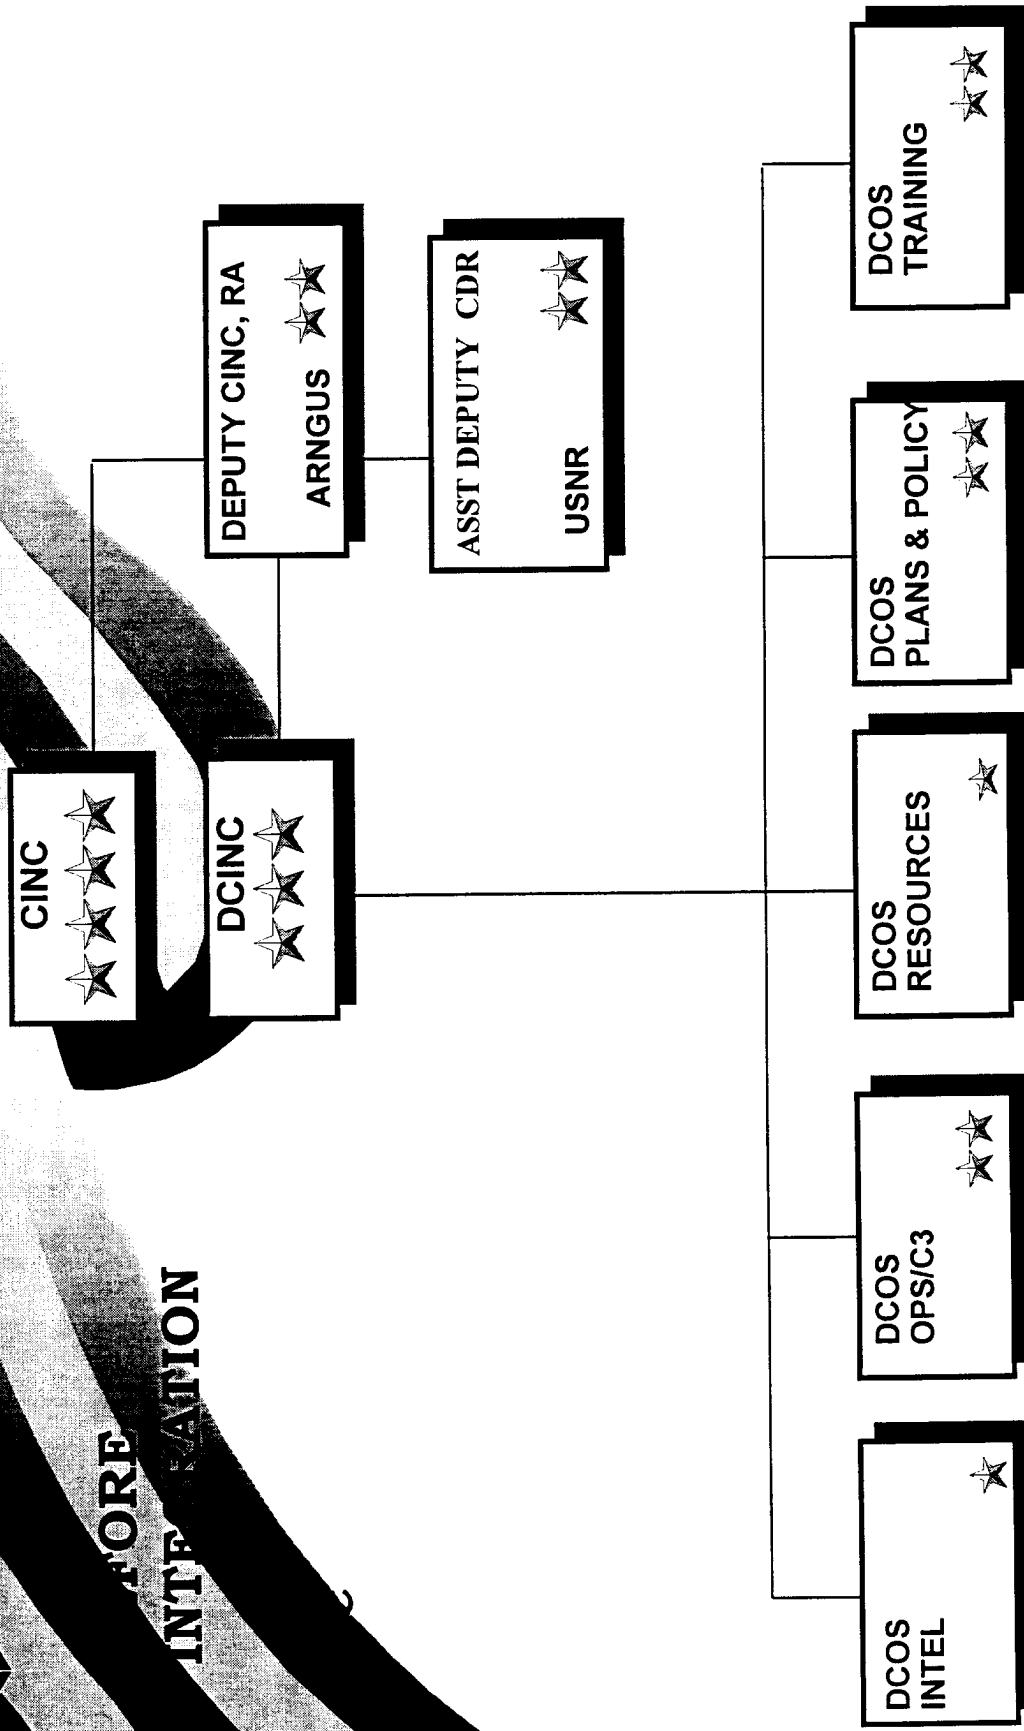 INTEGRATION
CINC
DCINC
DEPUTY CINC, RA
ARNGUS
ASST DEPUTY CDR
USNR
DCOS
INTEL
DCOS
OPS/C3
DCOS
RESOURCES
DCOS
PLANS & POLICY
DCOS
TRAINING